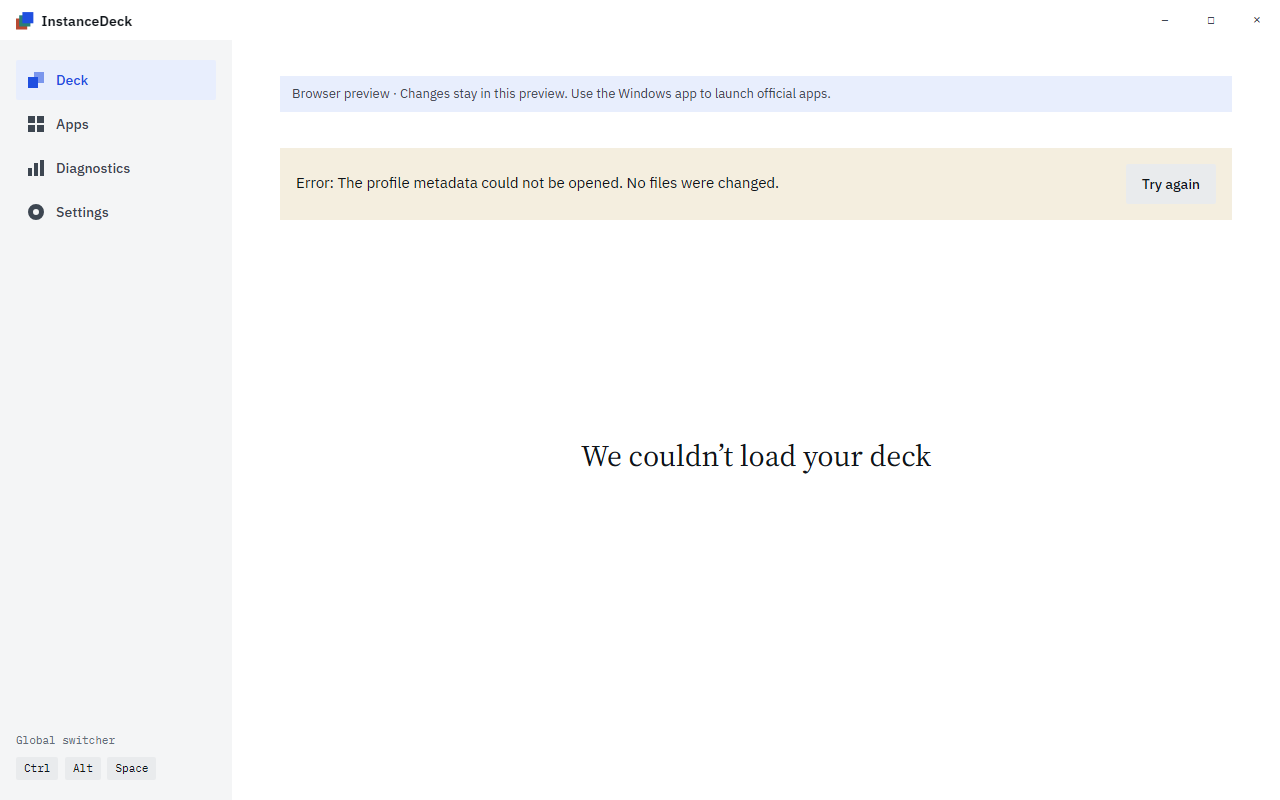 InstanceDeck
Deck
Apps
Diagnostics
Settings
Global switcher
Ctrl Alt Space
Browser preview · Changes stay in this preview. Use the Windows app to launch official apps.
Error: The profile metadata could not be opened. No files were changed.
Try again
We couldn’t load your deck